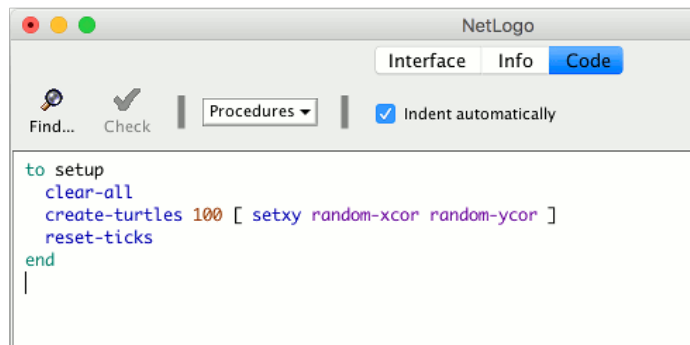 NetLogo
Interface Info Code
Find... Check Procedures Indent automatically
to setup
  clear-all
  create-turtles 100 [ setxy random-xcor random-ycor ]
  reset-ticks
end